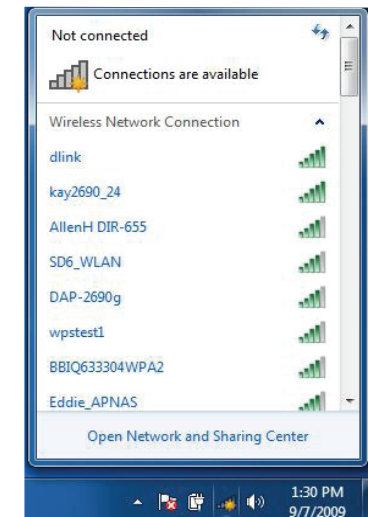 Not connected
Connections are available
Wireless Network Connection
dlink
kay2690_24
AllenH DIR-655
SD6_WLAN
DAP-2690g
wpstest1
BBIQ633304WPA2
Eddie_APNAS
Open Network and Sharing Center
1:30 PM
9/7/2009